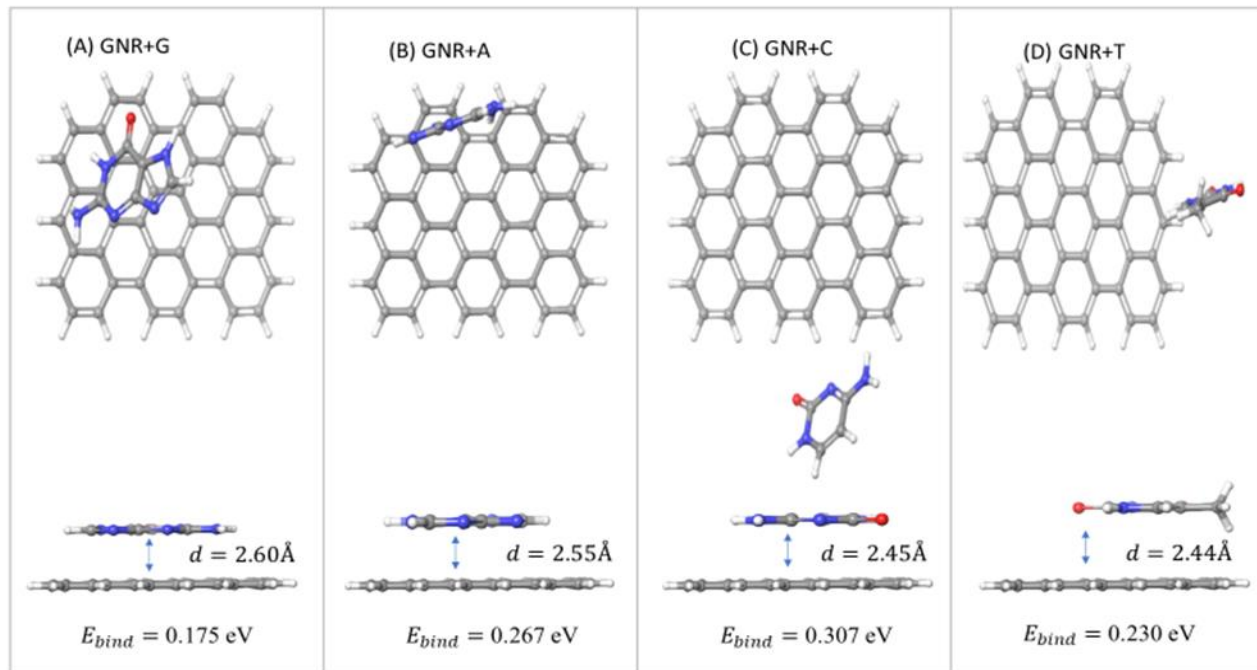 (A) GNR+G
(B) GNR+A
(C) GNR+C
(D) GNR+T
d = 2.60Å
d = 2.55Å
d = 2.45Å
d = 2.44Å
E_bind = 0.175 eV
E_bind = 0.267 eV
E_bind = 0.307 eV
E_bind = 0.230 eV